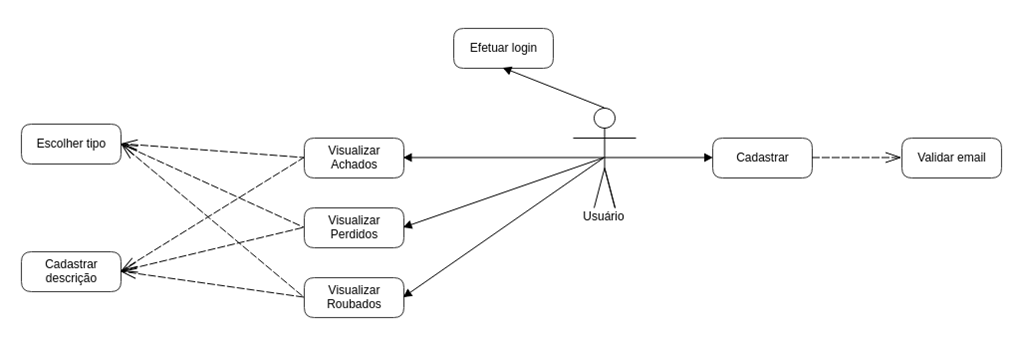 Efetuar login
Escolher tipo
Visualizar
Achados
Cadastrar
Validar email
Visualizar
Perdidos
Usuário
Cadastrar
descrição
Visualizar
Roubados